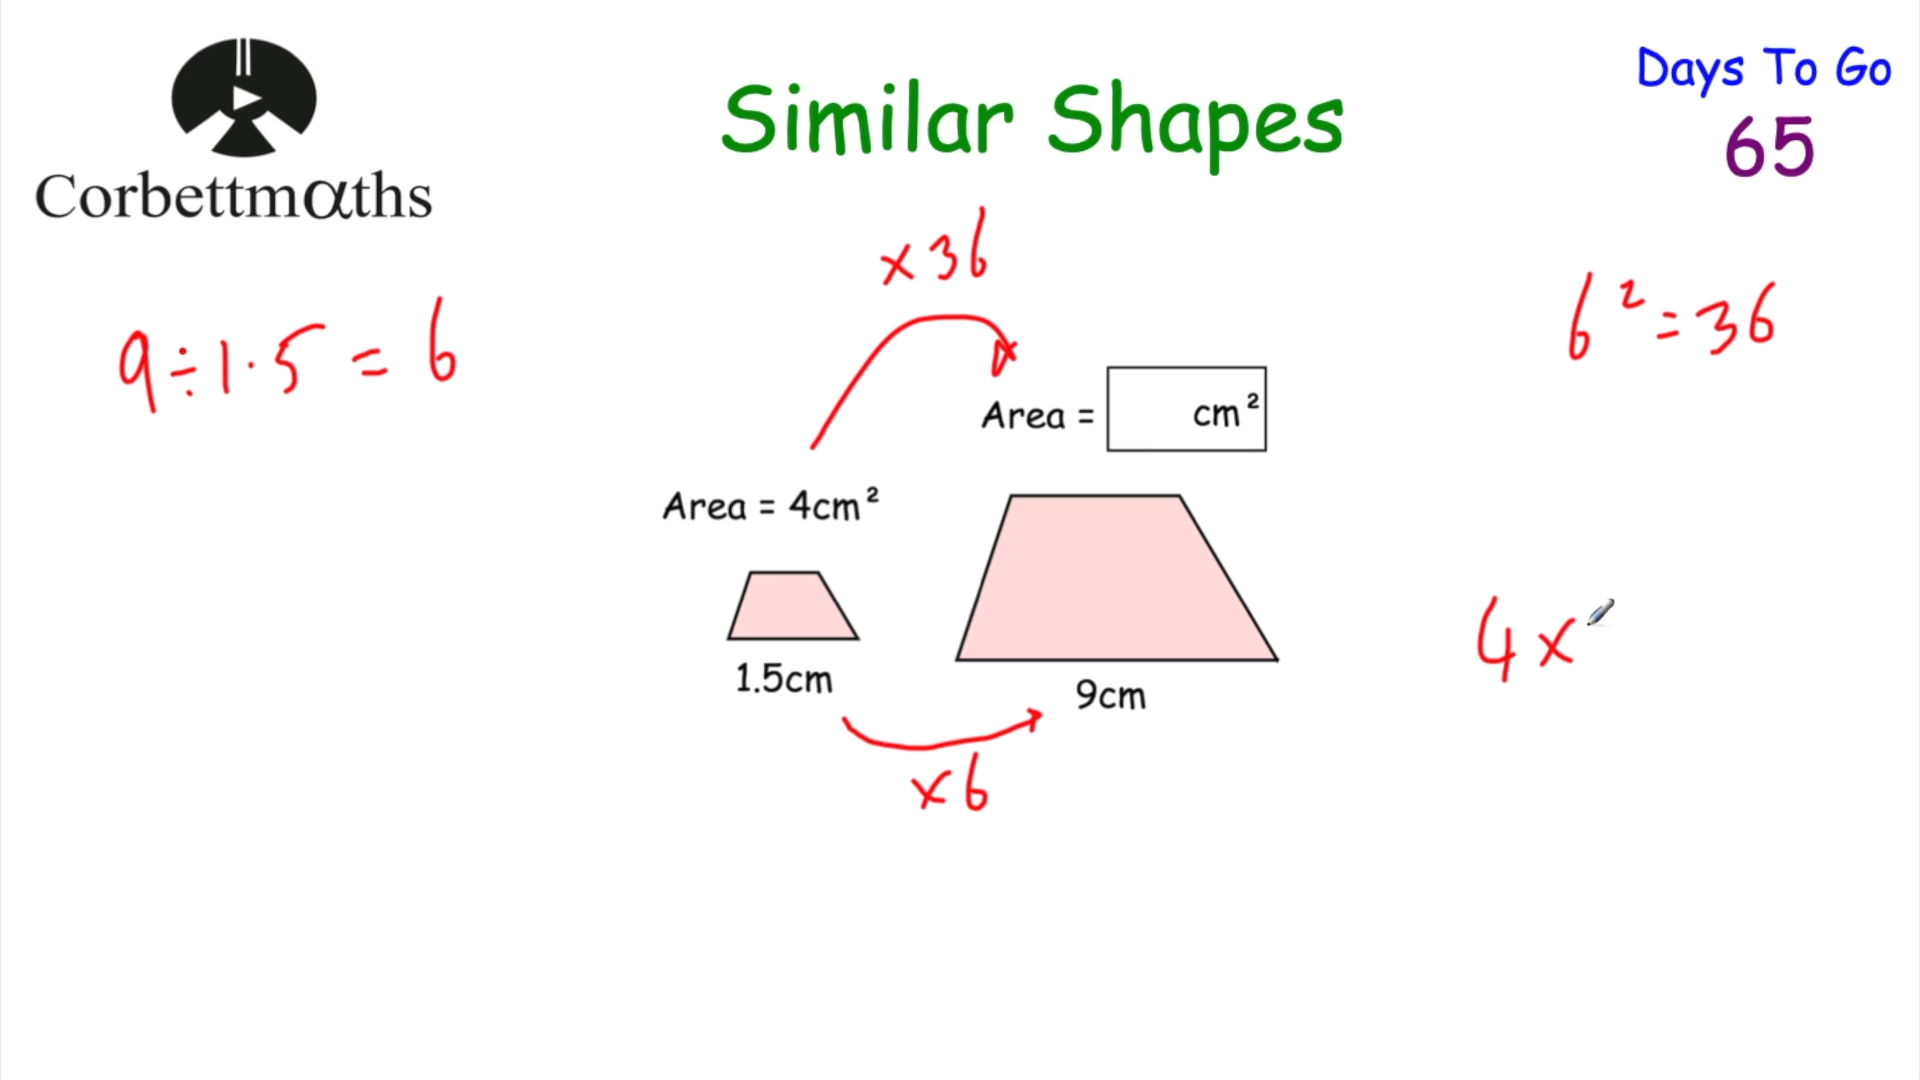 Corbettmαths
Similar Shapes
Days To Go
65
9÷1·5 = 6
×36
6² = 36
Area = cm²
Area = 4cm²
1.5cm
9cm
×6
4×